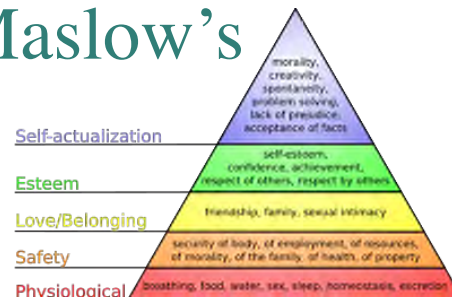 Maslow's
morality,
creativity,
spontaneity,
problem solving,
lack of prejudice,
acceptance of facts
Self-actualization
self-esteem,
confidence, achievement,
respect of others, respect by others
Esteem
friendship, family, sexual intimacy
Love/Belonging
security of body, of employment, of resources,
of morality, of the family, of health, of property
Safety
breathing, food, water, sex, sleep, homeostasis, excretion
Physiological